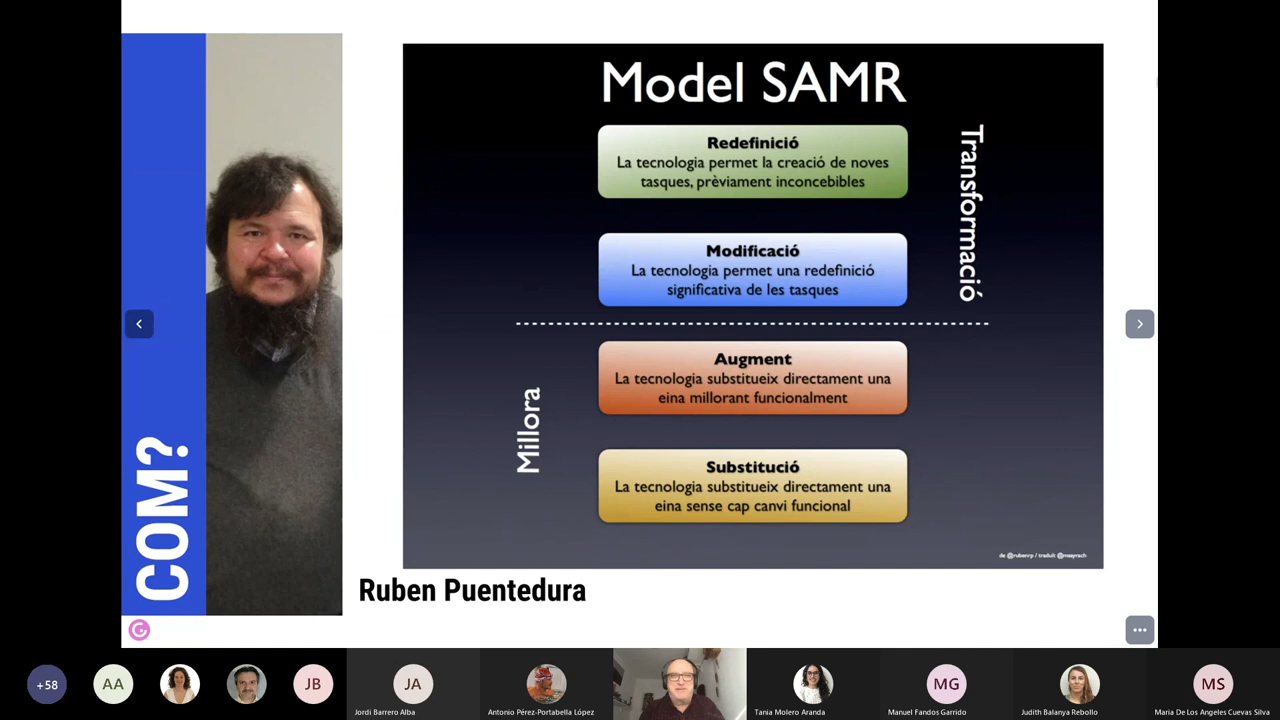 COM?
Model SAMR
Redefinició
La tecnologia permet la creació de noves
tasques, prèviament inconcebibles
Transformació
Modificació
La tecnologia permet una redefinició
significativa de les tasques
Augment
La tecnologia substitueix directament una
eina millorant funcionalment
Millora
Substitució
La tecnologia substitueix directament una
eina sense cap canvi funcional
de @rubenrp / traduït @msayrach
Ruben Puentedura
+58
AA
JB
JA
MG
MS
Jordi Barrero Alba
Antonio Pérez-Portabella López
Tania Molero Aranda
Manuel Fandos Garrido
Judith Balanya Rebollo
Maria De Los Angeles Cuevas Silva